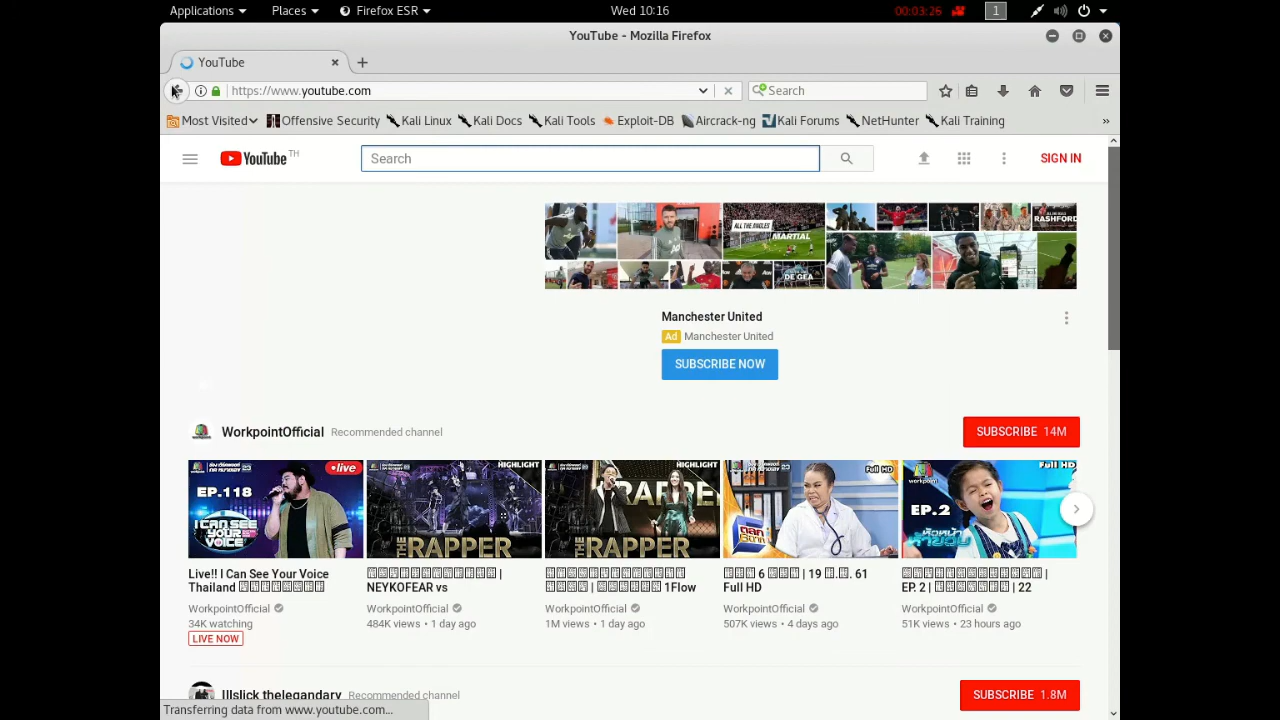 Applications Places Firefox ESR Wed 10:16 00:03:26 1
YouTube - Mozilla Firefox
YouTube
https://www.youtube.com Search
Most Visited Offensive Security Kali Linux Kali Docs Kali Tools Exploit-DB Aircrack-ng Kali Forums NetHunter Kali Training »
YouTube TH Search SIGN IN
ALL THE ANGLES MARTIAL
RASHFORD
DE GEA
Manchester United
Ad Manchester United
SUBSCRIBE NOW
WorkpointOfficial Recommended channel SUBSCRIBE 14M
live HIGHLIGHT HIGHLIGHT Full HD Full HD
EP.118 I CAN SEE YOUR VOICE
THE RAPPER
RAPPER THE RAPPER
workpoint EP.2
Live!! I Can See Your Voice
Thailand
NEYKOFEAR vs
| 1Flow
6 | 19 . . 61
Full HD
|
EP. 2 | | 22
WorkpointOfficial WorkpointOfficial WorkpointOfficial WorkpointOfficial WorkpointOfficial
34K watching 484K views • 1 day ago 1M views • 1 day ago 507K views • 4 days ago 51K views • 23 hours ago
LIVE NOW
Illslick thelegandary Recommended channel SUBSCRIBE 1.8M
Transferring data from www.youtube.com...